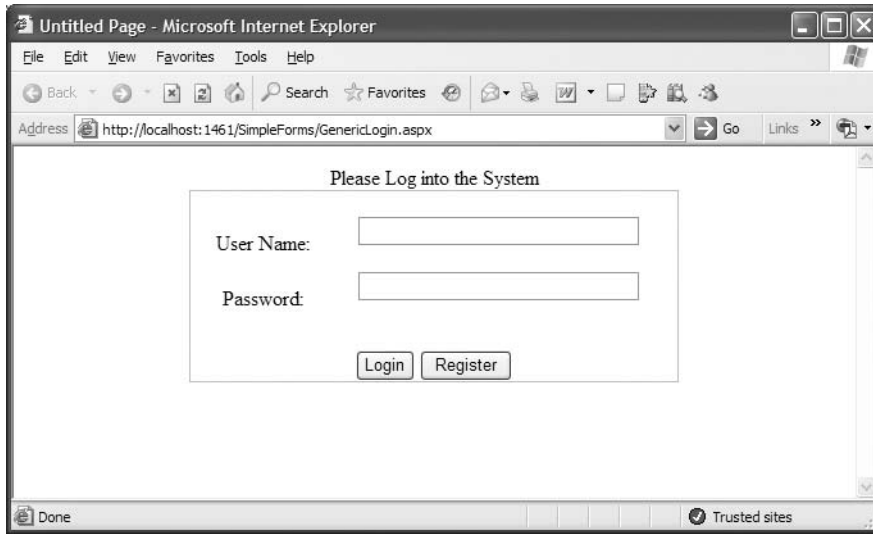 Untitled Page - Microsoft Internet Explorer
File Edit View Favorites Tools Help
Back Search Favorites
Address http://localhost:1461/SimpleForms/GenericLogin.aspx Go Links »
Please Log into the System
User Name:
Password:
Login Register
Done Trusted sites